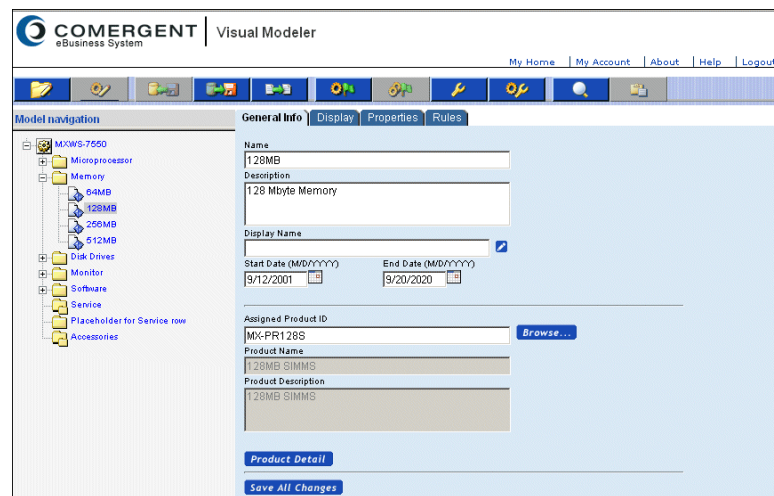 COMERGENT
eBusiness System
Visual Modeler
My Home | My Account | About | Help | Logout
Model navigation
General Info
Display
Properties
Rules
MXWS-7550
Microprocessor
Memory
64MB
128MB
256MB
512MB
Disk Drives
Monitor
Software
Service
Placeholder for Service row
Accessories
Name
128MB
Description
128 Mbyte Memory
Display Name
Start Date (M/D/YYYY)
End Date (M/D/YYYY)
9/12/2001
9/20/2020
Assigned Product ID
MX-PR128S
Browse...
Product Name
128MB SIMMS
Product Description
128MB SIMMS
Product Detail
Save All Changes